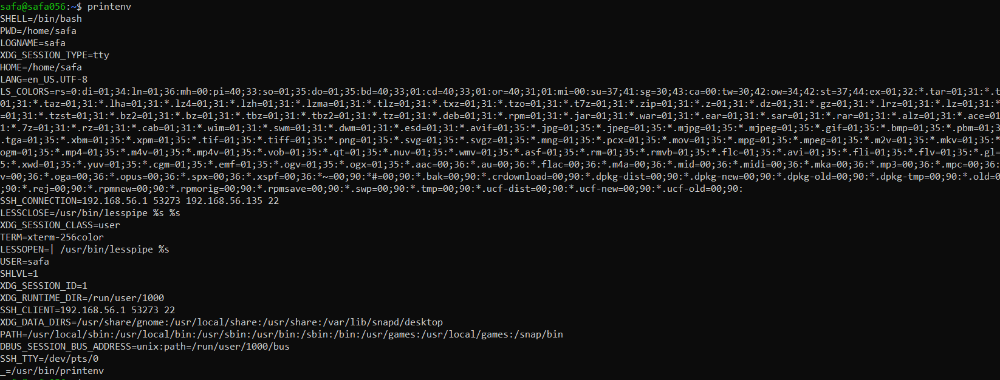 safa@safa056:~$ printenv
SHELL=/bin/bash
PWD=/home/safa
LOGNAME=safa
XDG_SESSION_TYPE=tty
HOME=/home/safa
LANG=en_US.UTF-8
LS_COLORS=rs=0:di=01;34:ln=01;36:mh=00:pi=40;33:so=01;35:do=01;35:bd=40;33;01:cd=40;33;01:or=40;31;01:mi=00:su=37;41:sg=30;43:ca=00:tw=30;42:ow=34;42:st=37;44:ex=01;32:*.tar=01;31:*.t
01;31:*.taz=01;31:*.lha=01;31:*.lz4=01;31:*.lzh=01;31:*.lzma=01;31:*.tlz=01;31:*.txz=01;31:*.tzo=01;31:*.t7z=01;31:*.zip=01;31:*.z=01;31:*.dz=01;31:*.gz=01;31:*.lrz=01;31:*.lz=01;31:*
=01;31:*.tzst=01;31:*.bz2=01;31:*.bz=01;31:*.tbz=01;31:*.tbz2=01;31:*.tz=01;31:*.deb=01;31:*.rpm=01;31:*.jar=01;31:*.war=01;31:*.ear=01;31:*.sar=01;31:*.rar=01;31:*.alz=01;31:*.ace=01
1:*.7z=01;31:*.rz=01;31:*.cab=01;31:*.wim=01;31:*.swm=01;31:*.dwm=01;31:*.esd=01;31:*.avif=01;35:*.jpg=01;35:*.jpeg=01;35:*.mjpg=01;35:*.mjpeg=01;35:*.gif=01;35:*.bmp=01;35:*.pbm=01;3
.tga=01;35:*.xbm=01;35:*.xpm=01;35:*.tif=01;35:*.tiff=01;35:*.png=01;35:*.svg=01;35:*.svgz=01;35:*.mng=01;35:*.pcx=01;35:*.mov=01;35:*.mpg=01;35:*.mpeg=01;35:*.m2v=01;35:*.mkv=01;35:*
ogm=01;35:*.mp4=01;35:*.m4v=01;35:*.mp4v=01;35:*.vob=01;35:*.qt=01;35:*.nuv=01;35:*.wmv=01;35:*.asf=01;35:*.rm=01;35:*.rmvb=01;35:*.flc=01;35:*.avi=01;35:*.fli=01;35:*.flv=01;35:*.gl=
5:*.xwd=01;35:*.yuv=01;35:*.cgm=01;35:*.emf=01;35:*.ogv=01;35:*.ogx=01;35:*.aac=00;36:*.au=00;36:*.flac=00;36:*.m4a=00;36:*.mid=00;36:*.midi=00;36:*.mka=00;36:*.mp3=00;36:*.mpc=00;36:
v=00;36:*.oga=00;36:*.opus=00;36:*.spx=00;36:*.xspf=00;36:*~=00;90:*#=00;90:*.bak=00;90:*.crdownload=00;90:*.dpkg-dist=00;90:*.dpkg-new=00;90:*.dpkg-old=00;90:*.dpkg-tmp=00;90:*.old=0
;90:*.rej=00;90:*.rpmnew=00;90:*.rpmorig=00;90:*.rpmsave=00;90:*.swp=00;90:*.tmp=00;90:*.ucf-dist=00;90:*.ucf-new=00;90:*.ucf-old=00;90:
SSH_CONNECTION=192.168.56.1 53273 192.168.56.135 22
LESSCLOSE=/usr/bin/lesspipe %s %s
XDG_SESSION_CLASS=user
TERM=xterm-256color
LESSOPEN=| /usr/bin/lesspipe %s
USER=safa
SHLVL=1
XDG_SESSION_ID=1
XDG_RUNTIME_DIR=/run/user/1000
SSH_CLIENT=192.168.56.1 53273 22
XDG_DATA_DIRS=/usr/share/gnome:/usr/local/share:/usr/share:/var/lib/snapd/desktop
PATH=/usr/local/sbin:/usr/local/bin:/usr/sbin:/usr/bin:/sbin:/bin:/usr/games:/usr/local/games:/snap/bin
DBUS_SESSION_BUS_ADDRESS=unix:path=/run/user/1000/bus
SSH_TTY=/dev/pts/0
_=/usr/bin/printenv